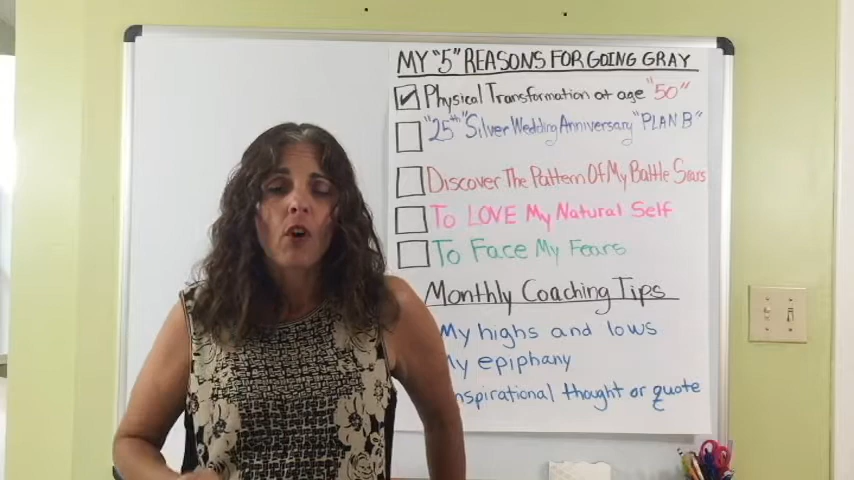 MY "5" REASONS FOR GOING GRAY
Physical Transformation at age "50"
"25th" Silver Wedding Anniversary "PLAN B"
Discover The Pattern Of My Battle Scars
To LOVE My Natural Self
To Face My Fears
Monthly Coaching Tips
My highs and lows
My epiphany
nspirational thought or quote